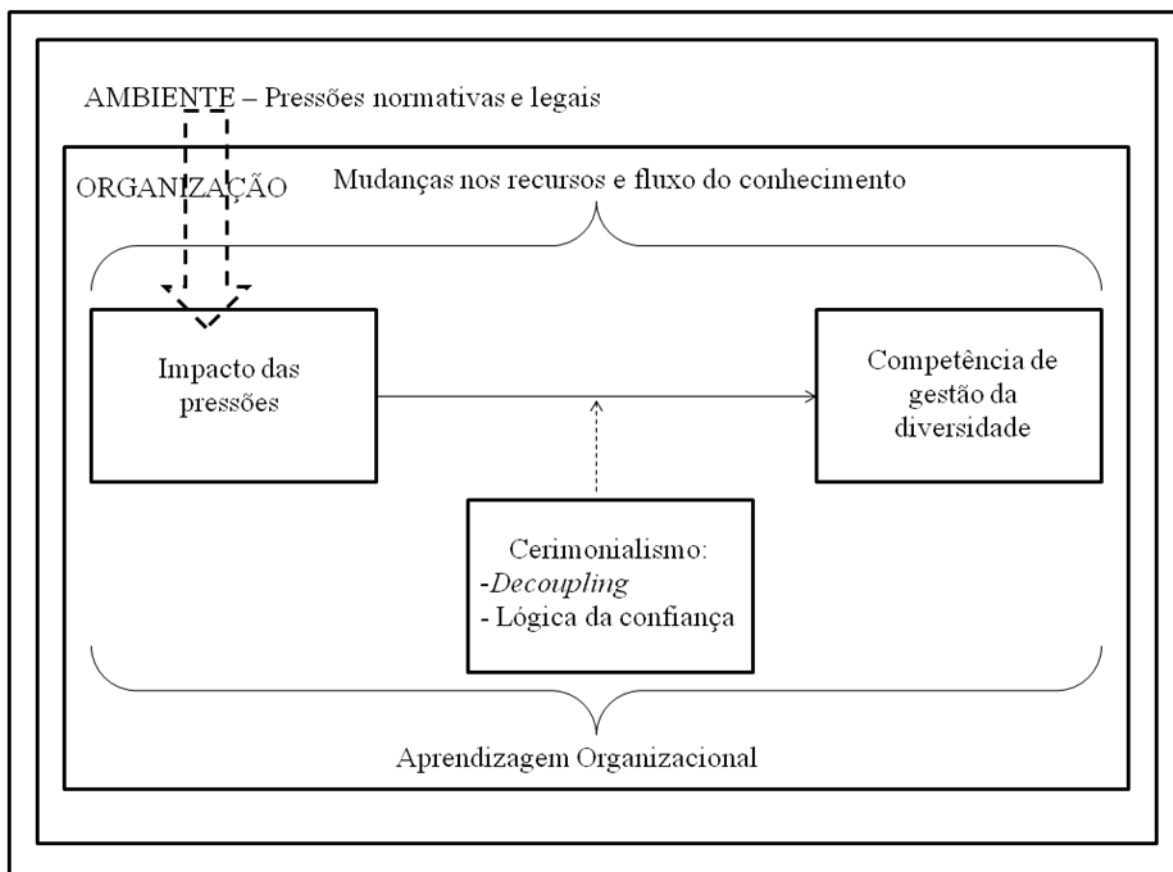 AMBIENTE – Pressões normativas e legais
ORGANIZAÇÃO
Mudanças nos recursos e fluxo do conhecimento
Impacto das
pressões
Competência de
gestão da
diversidade
Cerimonialismo:
-Decoupling
- Lógica da confiança
Aprendizagem Organizacional